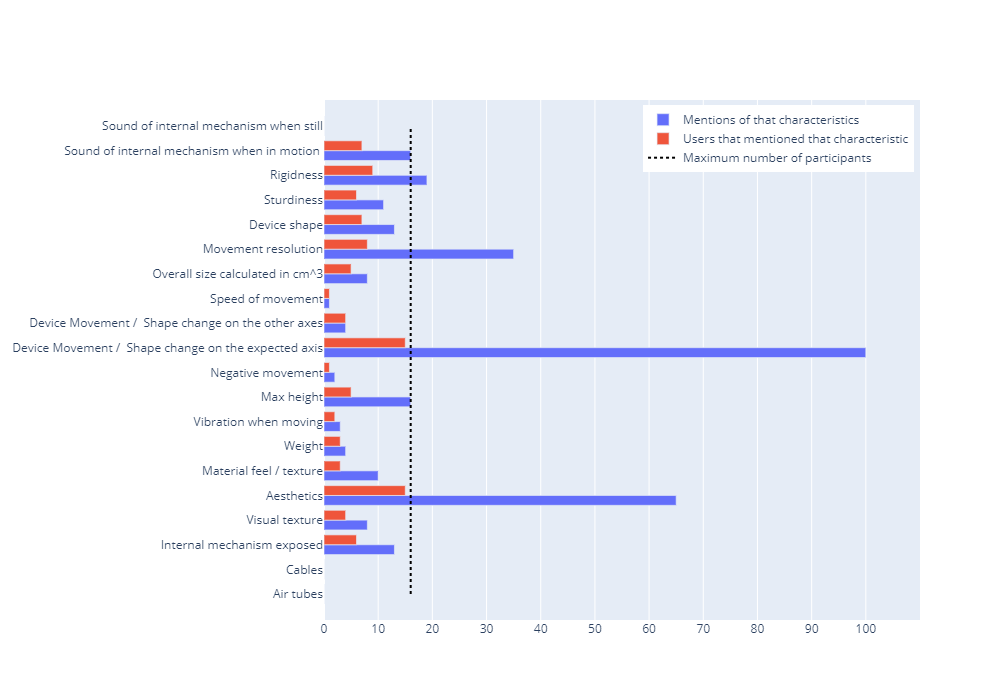 Mentions of that characteristics
Users that mentioned that characteristic
Maximum number of participants
Sound of internal mechanism when still
Sound of internal mechanism when in motion
Rigidness
Sturdiness
Device shape
Movement resolution
Overall size calculated in cm^3
Speed of movement
Device Movement / Shape change on the other axes
Device Movement / Shape change on the expected axis
Negative movement
Max height
Vibration when moving
Weight
Material feel / texture
Aesthetics
Visual texture
Internal mechanism exposed
Cables
Air tubes
0 10 20 30 40 50 60 70 80 90 100